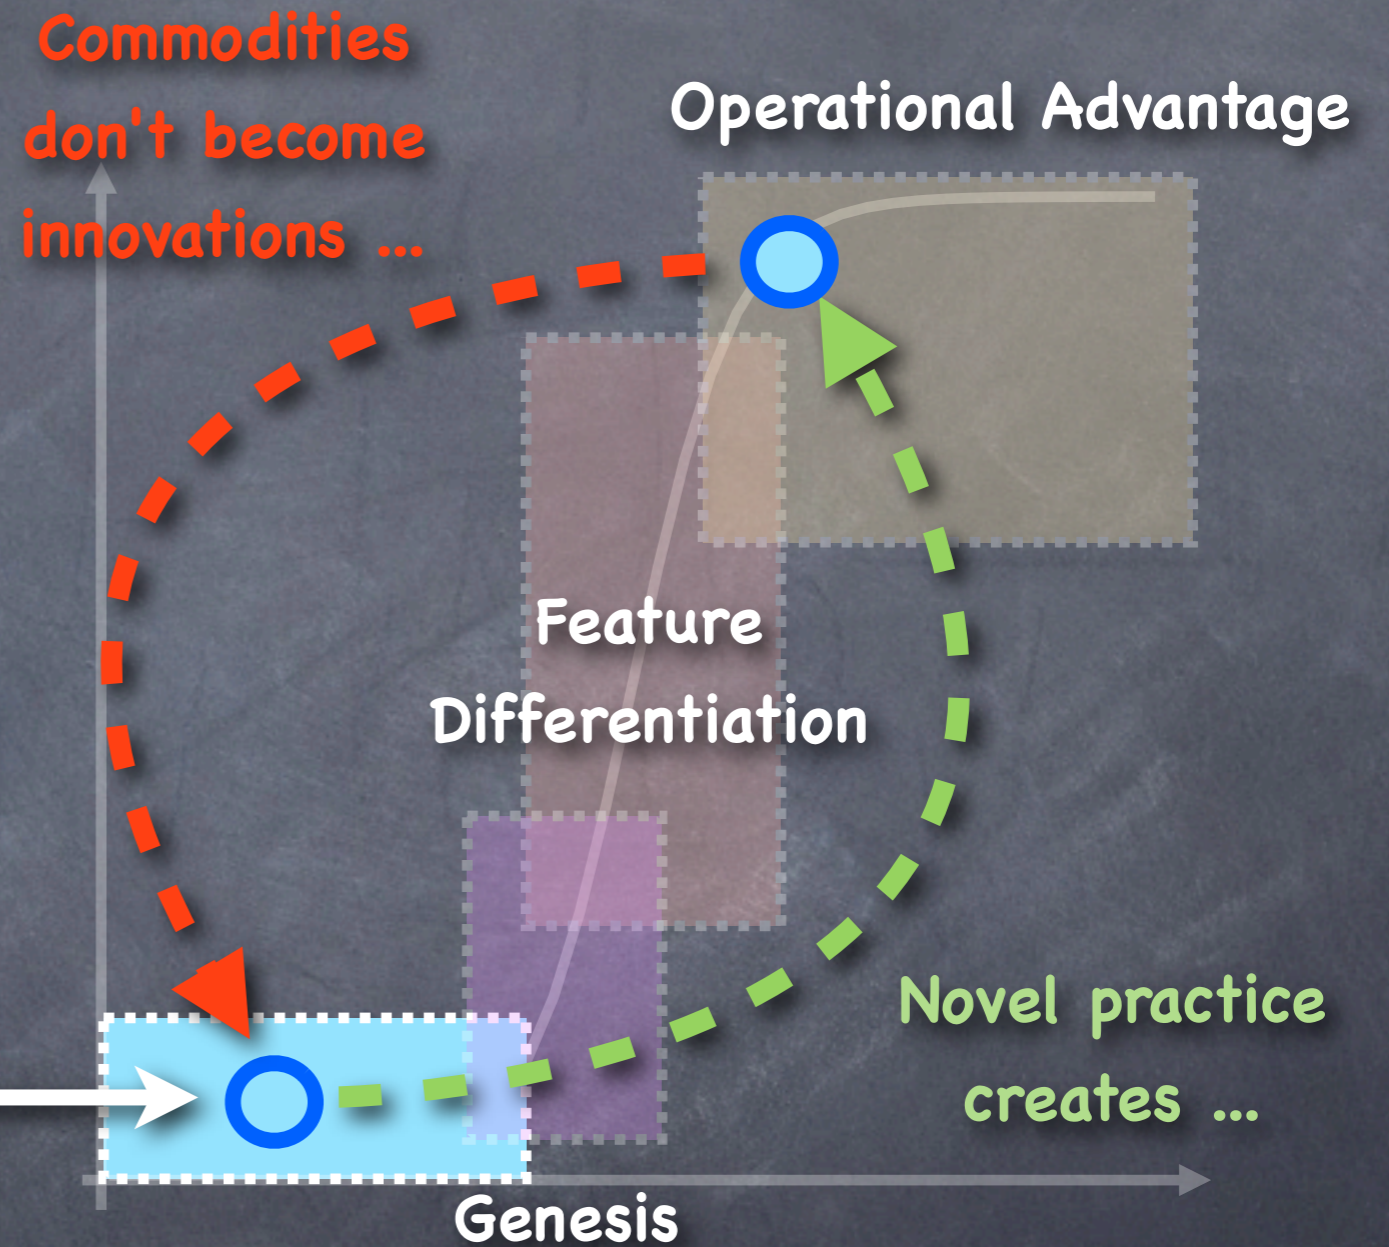 Commodities
don't become
innovations ...
Operational Advantage
Feature
Differentiation
Novel practice
creates ...
Genesis